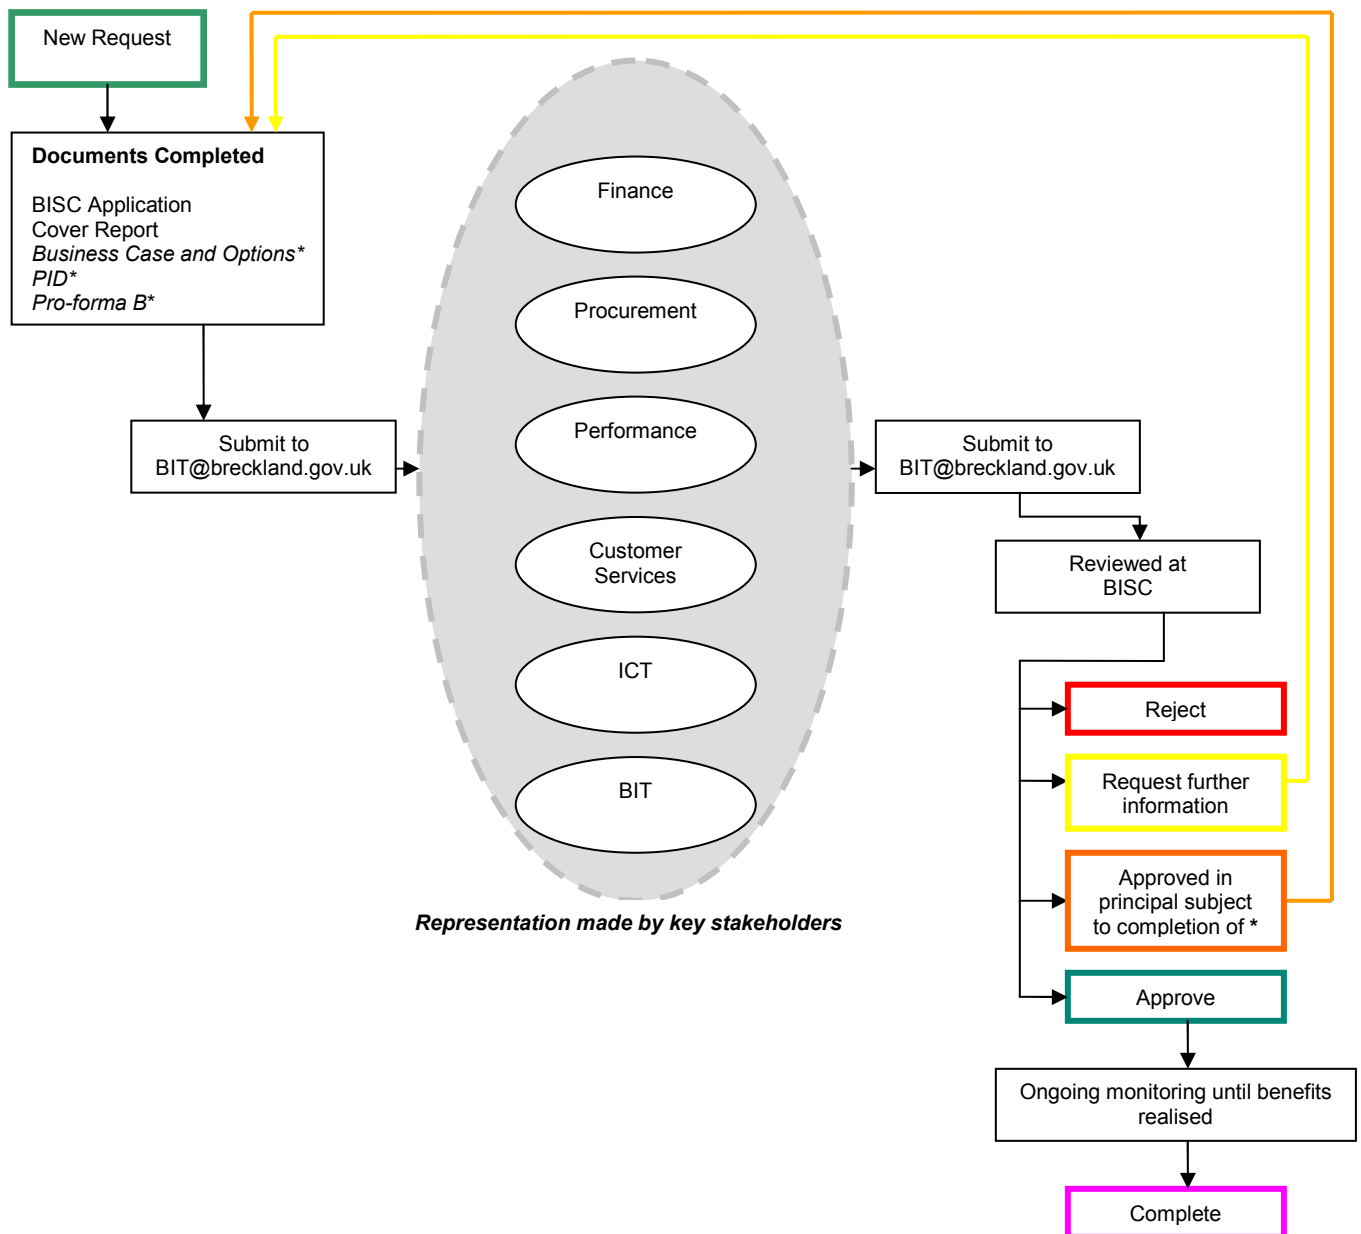 New Request
Documents Completed
BISC Application
Cover Report
Business Case and Options*
PID*
Pro-forma B*
Submit to
BIT@breckland.gov.uk
Finance
Procurement
Performance
Customer
Services
ICT
BIT
Representation made by key stakeholders
Submit to
BIT@breckland.gov.uk
Reviewed at
BISC
Reject
Request further
information
Approved in
principal subject
to completion of *
Approve
Ongoing monitoring until benefits
realised
Complete